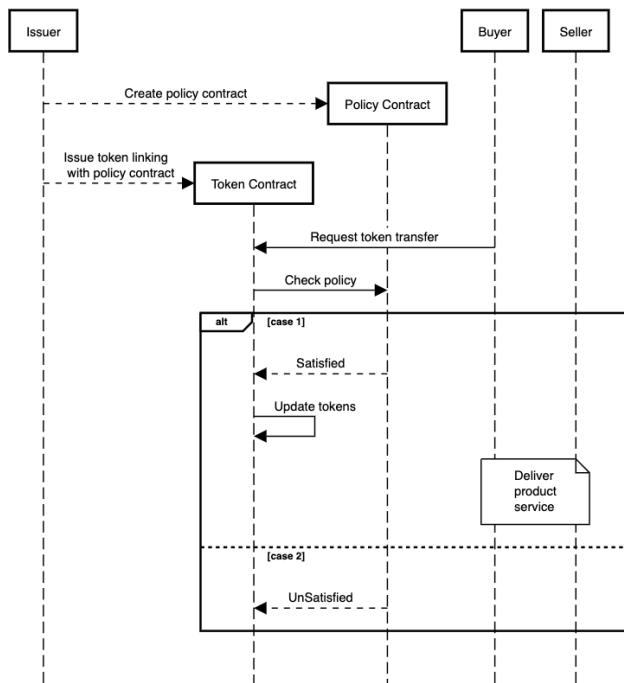 Issuer
Buyer
Seller
Create policy contract
Policy Contract
Issue token linking
with policy contract
Token Contract
Request token transfer
Check policy
alt
[case 1]
Satisfied
Update tokens
Deliver
product
service
[case 2]
UnSatisfied